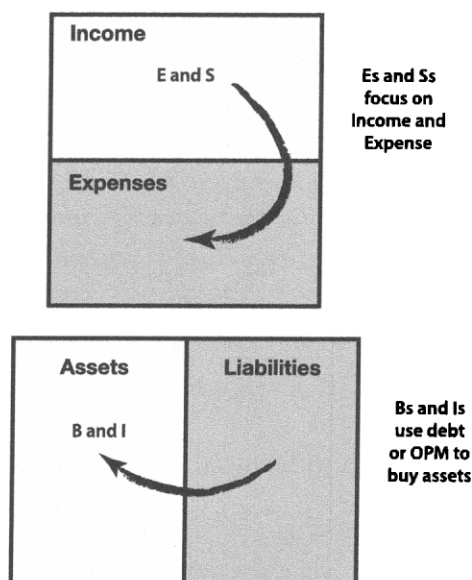 Income
E and S
Es and Ss
focus on
Income and
Expense
Expenses
Assets
Liabilities
B and I
Bs and Is
use debt
or OPM to
buy assets